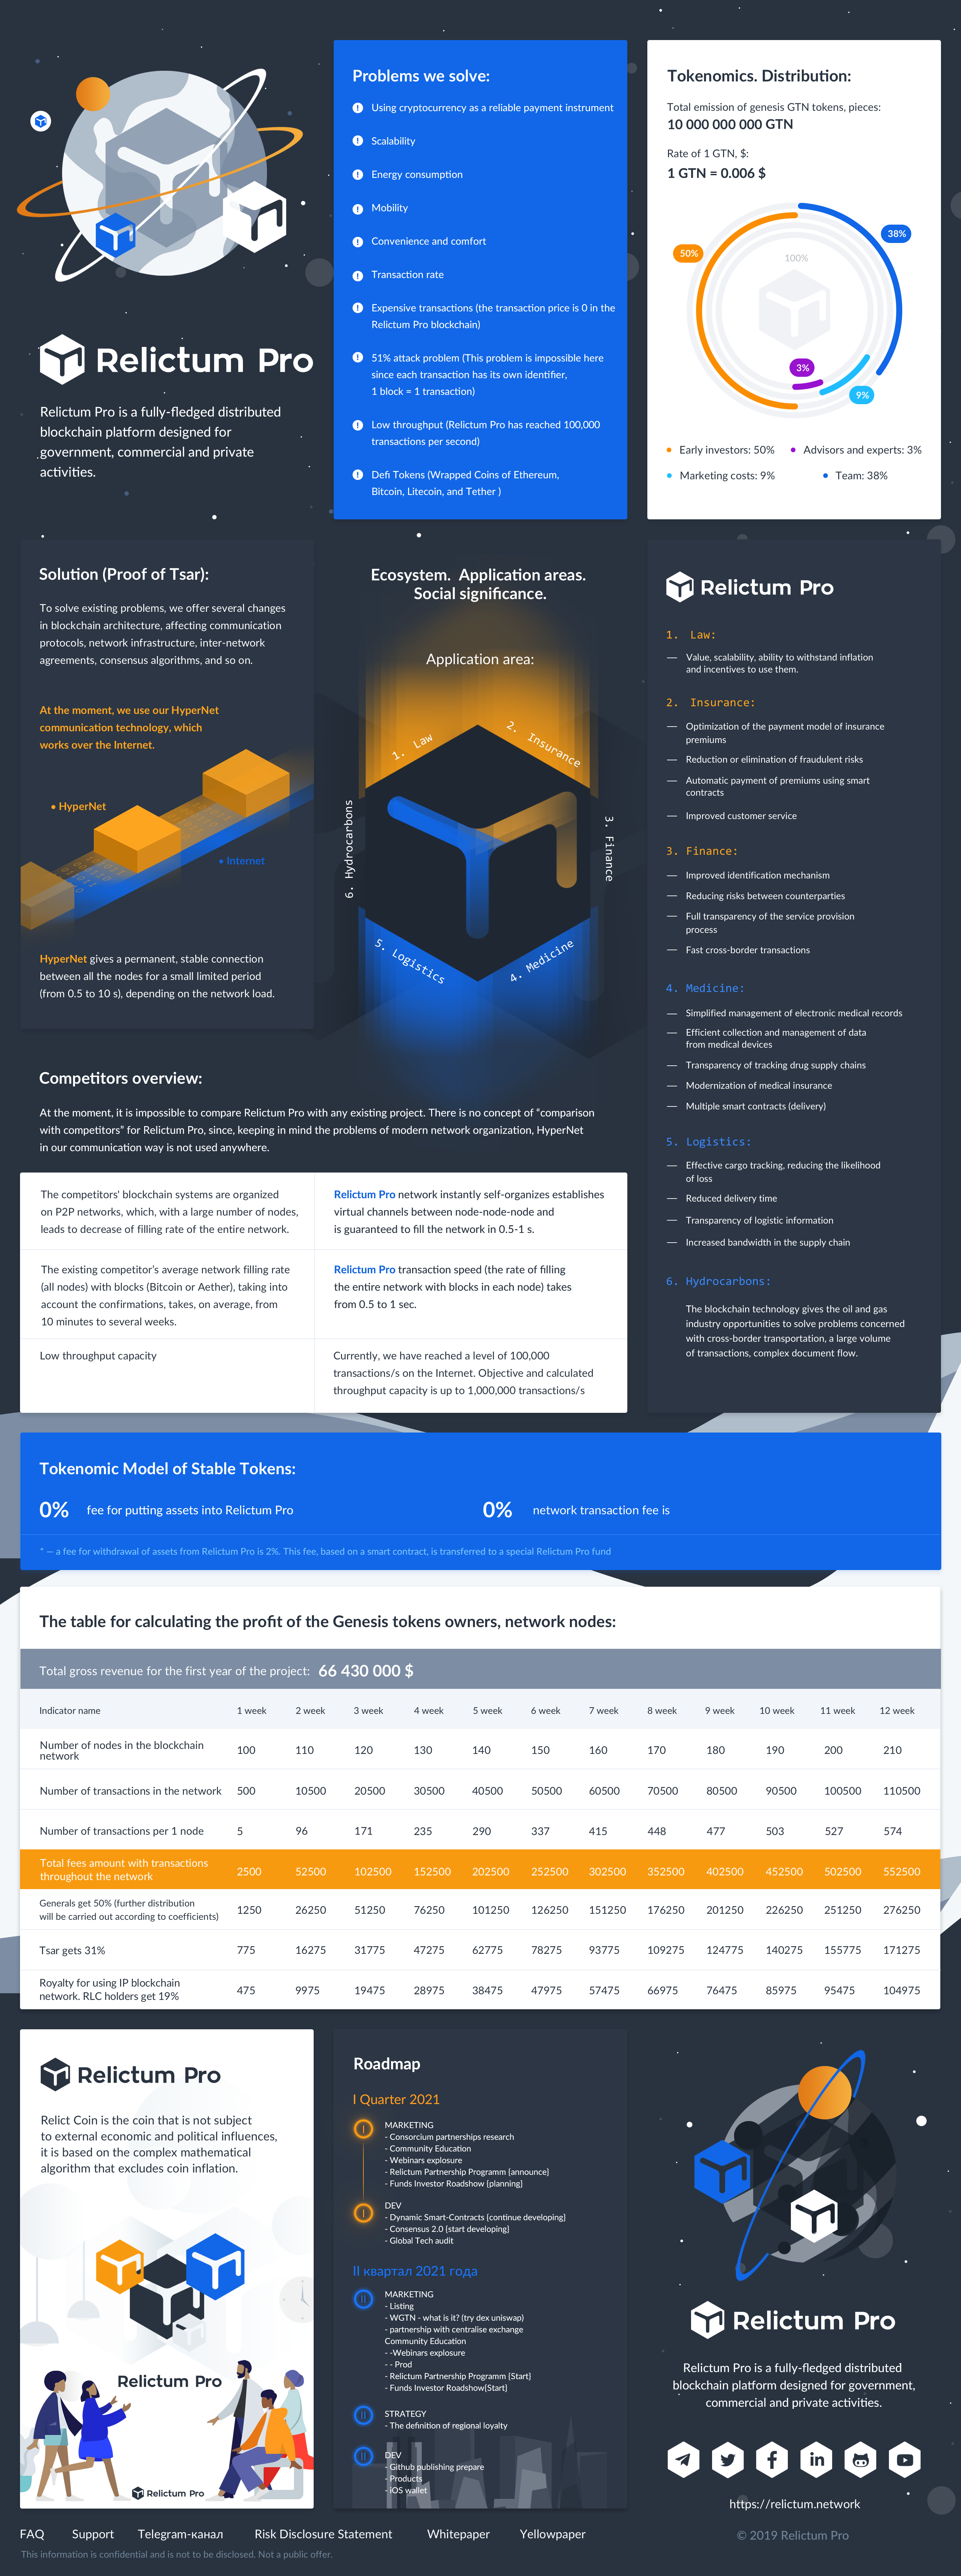 Relictum Pro
Relictum Pro is a fully-fledged distributed
blockchain platform designed for
government, commercial and private
activities.
Problems we solve:
Using cryptocurrency as a reliable payment instrument
Scalability
Energy consumption
Mobility
Convenience and comfort
Transaction rate
Expensive transactions (the transaction price is 0 in the
Relictum Pro blockchain)
51% attack problem (This problem is impossible here
since each transaction has its own identifier,
1 block = 1 transaction)
Low throughput (Relictum Pro has reached 100,000
transactions per second)
Defi Tokens (Wrapped Coins of Ethereum,
Bitcoin, Litecoin, and Tether )
Tokenomics. Distribution:
Total emission of genesis GTN tokens, pieces:
10 000 000 000 GTN
Rate of 1 GTN, $:
1 GTN = 0.006 $
38%
50%
100%
3%
9%
Early investors: 50%
Advisors and experts: 3%
Marketing costs: 9%
Team: 38%
Solution (Proof of Tsar):
To solve existing problems, we offer several changes
in blockchain architecture, affecting communication
protocols, network infrastructure, inter-network
agreements, consensus algorithms, and so on.
At the moment, we use our HyperNet
communication technology, which
works over the Internet.
• HyperNet
• Internet
HyperNet gives a permanent, stable connection
between all the nodes for a small limited period
(from 0.5 to 10 s), depending on the network load.
Ecosystem. Application areas.
Social significance.
Application area:
1. Law
2. Insurance
3. Finance
4. Medicine
5. Logistics
6. Hydrocarbons
Relictum Pro
1. Law:
— Value, scalability, ability to withstand inflation
and incentives to use them.
2. Insurance:
— Optimization of the payment model of insurance
premiums
— Reduction or elimination of fraudulent risks
— Automatic payment of premiums using smart
contracts
— Improved customer service
3. Finance:
— Improved identification mechanism
— Reducing risks between counterparties
— Full transparency of the service provision
process
— Fast cross-border transactions
4. Medicine:
— Simplified management of electronic medical records
— Efficient collection and management of data
from medical devices
— Transparency of tracking drug supply chains
— Modernization of medical insurance
— Multiple smart contracts (delivery)
5. Logistics:
— Effective cargo tracking, reducing the likelihood
of loss
— Reduced delivery time
— Transparency of logistic information
— Increased bandwidth in the supply chain
6. Hydrocarbons:
The blockchain technology gives the oil and gas
industry opportunities to solve problems concerned
with cross-border transportation, a large volume
of transactions, complex document flow.
Competitors overview:
At the moment, it is impossible to compare Relictum Pro with any existing project. There is no concept of “comparison
with competitors” for Relictum Pro, since, keeping in mind the problems of modern network organization, HyperNet
in our communication way is not used anywhere.
The competitors' blockchain systems are organized
on P2P networks, which, with a large number of nodes,
leads to decrease of filling rate of the entire network.
Relictum Pro network instantly self-organizes establishes
virtual channels between node-node-node and
is guaranteed to fill the network in 0.5-1 s.
The existing competitor’s average network filling rate
(all nodes) with blocks (Bitcoin or Aether), taking into
account the confirmations, takes, on average, from
10 minutes to several weeks.
Relictum Pro transaction speed (the rate of filling
the entire network with blocks in each node) takes
from 0.5 to 1 sec.
Low throughput capacity
Currently, we have reached a level of 100,000
transactions/s on the Internet. Objective and calculated
throughput capacity is up to 1,000,000 transactions/s
Tokenomic Model of Stable Tokens:
0% fee for putting assets into Relictum Pro
0% network transaction fee is
* — a fee for withdrawal of assets from Relictum Pro is 2%. This fee, based on a smart contract, is transferred to a special Relictum Pro fund
The table for calculating the profit of the Genesis tokens owners, network nodes:
Total gross revenue for the first year of the project: 66 430 000 $
Indicator name 1 week 2 week 3 week 4 week 5 week 6 week 7 week 8 week 9 week 10 week 11 week 12 week
Number of nodes in the blockchain
network
100 110 120 130 140 150 160 170 180 190 200 210
Number of transactions in the network 500 10500 20500 30500 40500 50500 60500 70500 80500 90500 100500 110500
Number of transactions per 1 node 5 96 171 235 290 337 415 448 477 503 527 574
Total fees amount with transactions
throughout the network
2500 52500 102500 152500 202500 252500 302500 352500 402500 452500 502500 552500
Generals get 50% (further distribution
will be carried out according to coefficients)
1250 26250 51250 76250 101250 126250 151250 176250 201250 226250 251250 276250
Tsar gets 31% 775 16275 31775 47275 62775 78275 93775 109275 124775 140275 155775 171275
Royalty for using IP blockchain
network. RLC holders get 19%
475 9975 19475 28975 38475 47975 57475 66975 76475 85975 95475 104975
Relictum Pro
Relict Coin is the coin that is not subject
to external economic and political influences,
it is based on the complex mathematical
algorithm that excludes coin inflation.
Relictum Pro
Relictum Pro
Roadmap
I Quarter 2021
I
MARKETING
- Consorcium partnerships research
- Community Education
- Webinars explosure
- Relictum Partnership Programm {announce}
- Funds Investor Roadshow {planning}
I
DEV
- Dynamic Smart-Contracts {continue developing}
- Consensus 2.0 {start developing}
- Global Tech audit
II квартал 2021 года
II
MARKETING
- Listing
- WGTN - what is it? (try dex uniswap)
- partnership with centralise exchange
Community Education
- -Webinars explosure
- - Prod
- Relictum Partnership Programm {Start}
- Funds Investor Roadshow{Start}
II
STRATEGY
- The definition of regional loyalty
II
DEV
- Github publishing prepare
- Products
- iOS wallet
Relictum Pro
Relictum Pro is a fully-fledged distributed
blockchain platform designed for government,
commercial and private activities.
https://relictum.network
© 2019 Relictum Pro
FAQ Support Telegram-канал Risk Disclosure Statement Whitepaper Yellowpaper
This information is confidential and is not to be disclosed. Not a public offer.